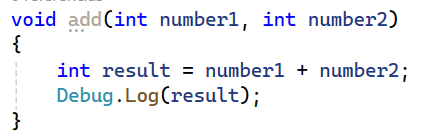 void add(int number1, int number2)
{
    int result = number1 + number2;
    Debug.Log(result);
}